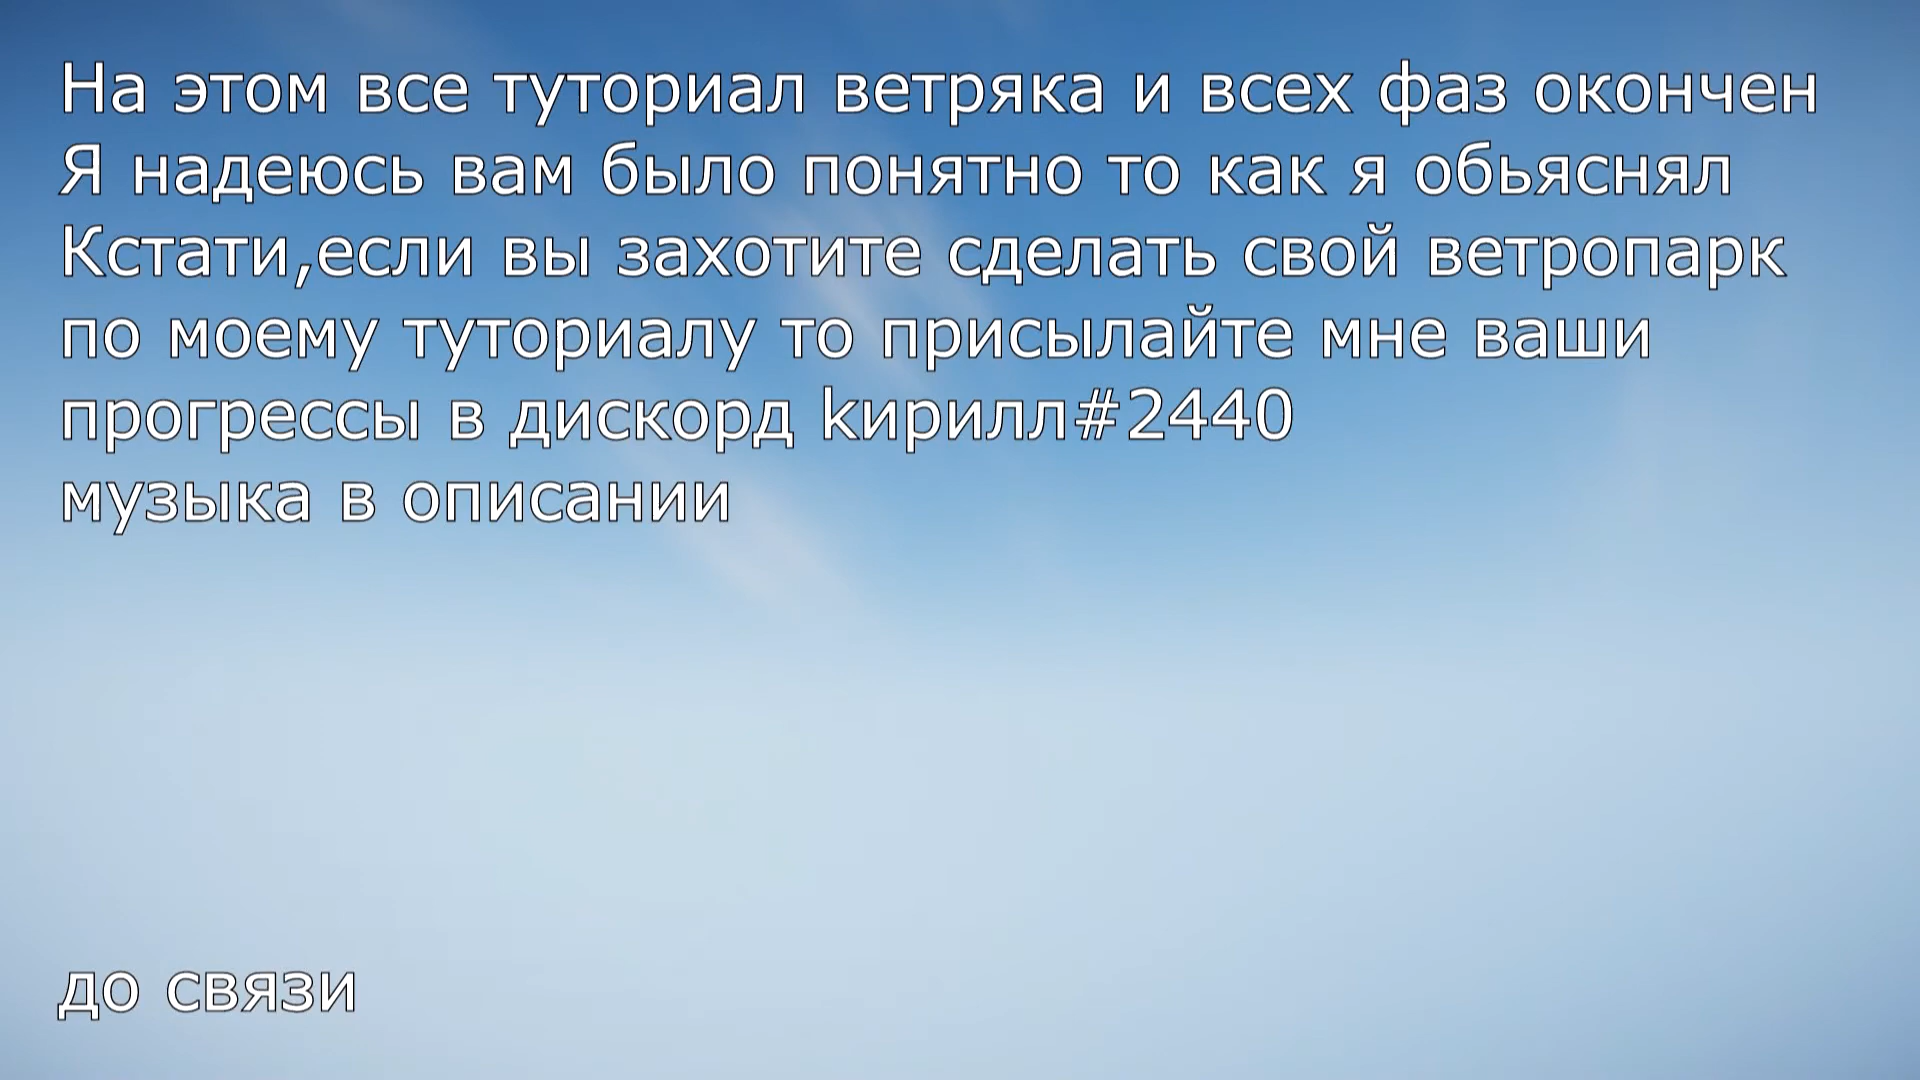 На этом все туториал ветряка и всех фаз окончен
Я надеюсь вам было понятно то как я обьяснял
Кстати,если вы захотите сделать свой ветропарк
по моему туториалу то присылайте мне ваши
прогрессы в дискорд kирилл#2440
музыка в описании
до связи